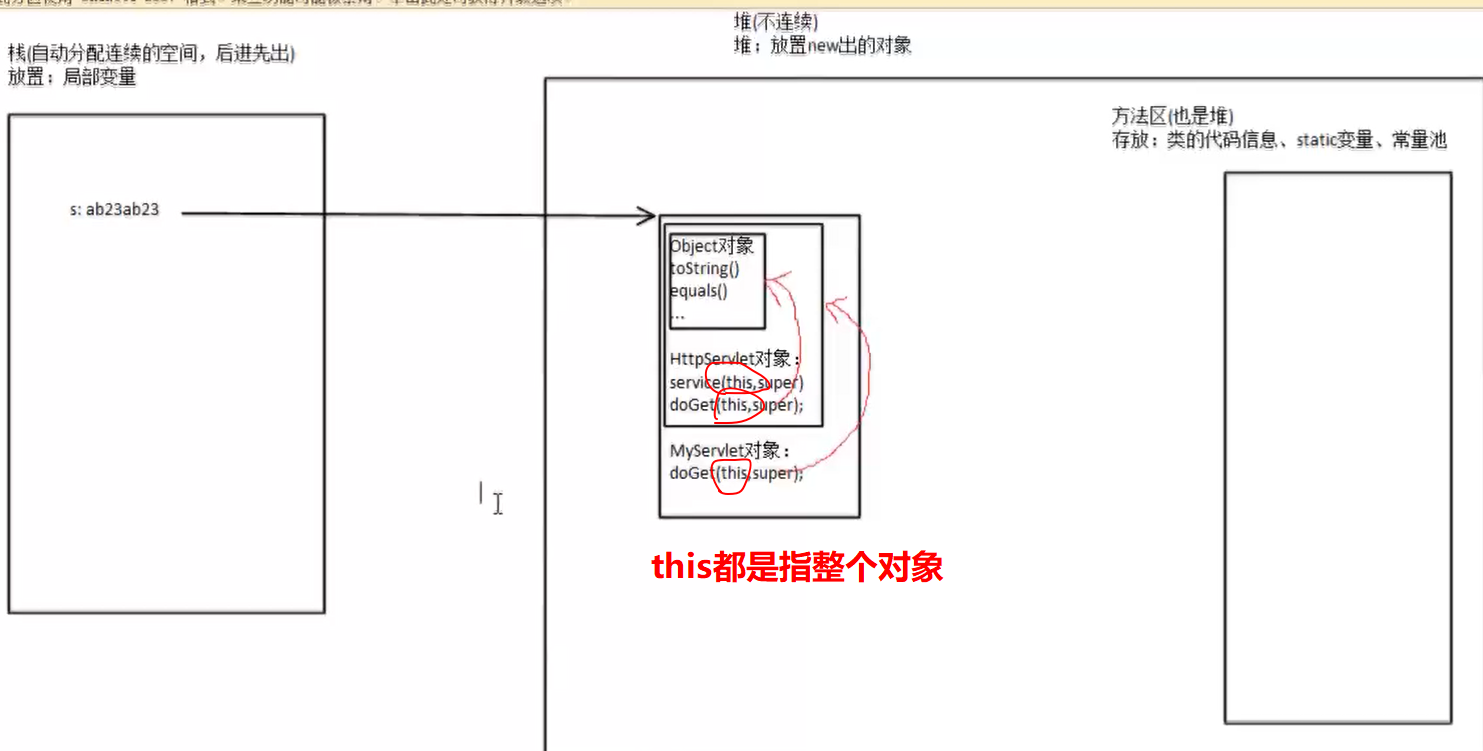 栈(自动分配连续的空间，后进先出)
放置：局部变量
堆(不连续)
堆；放置new出的对象
方法区(也是堆)
存放：类的代码信息、static变量、常量池
s: ab23ab23
Object对象
toString()
equals()
...
HttpServlet对象：
service(this,super)
doGet(this,super);
MyServlet对象：
doGet(this,super);
this都是指整个对象